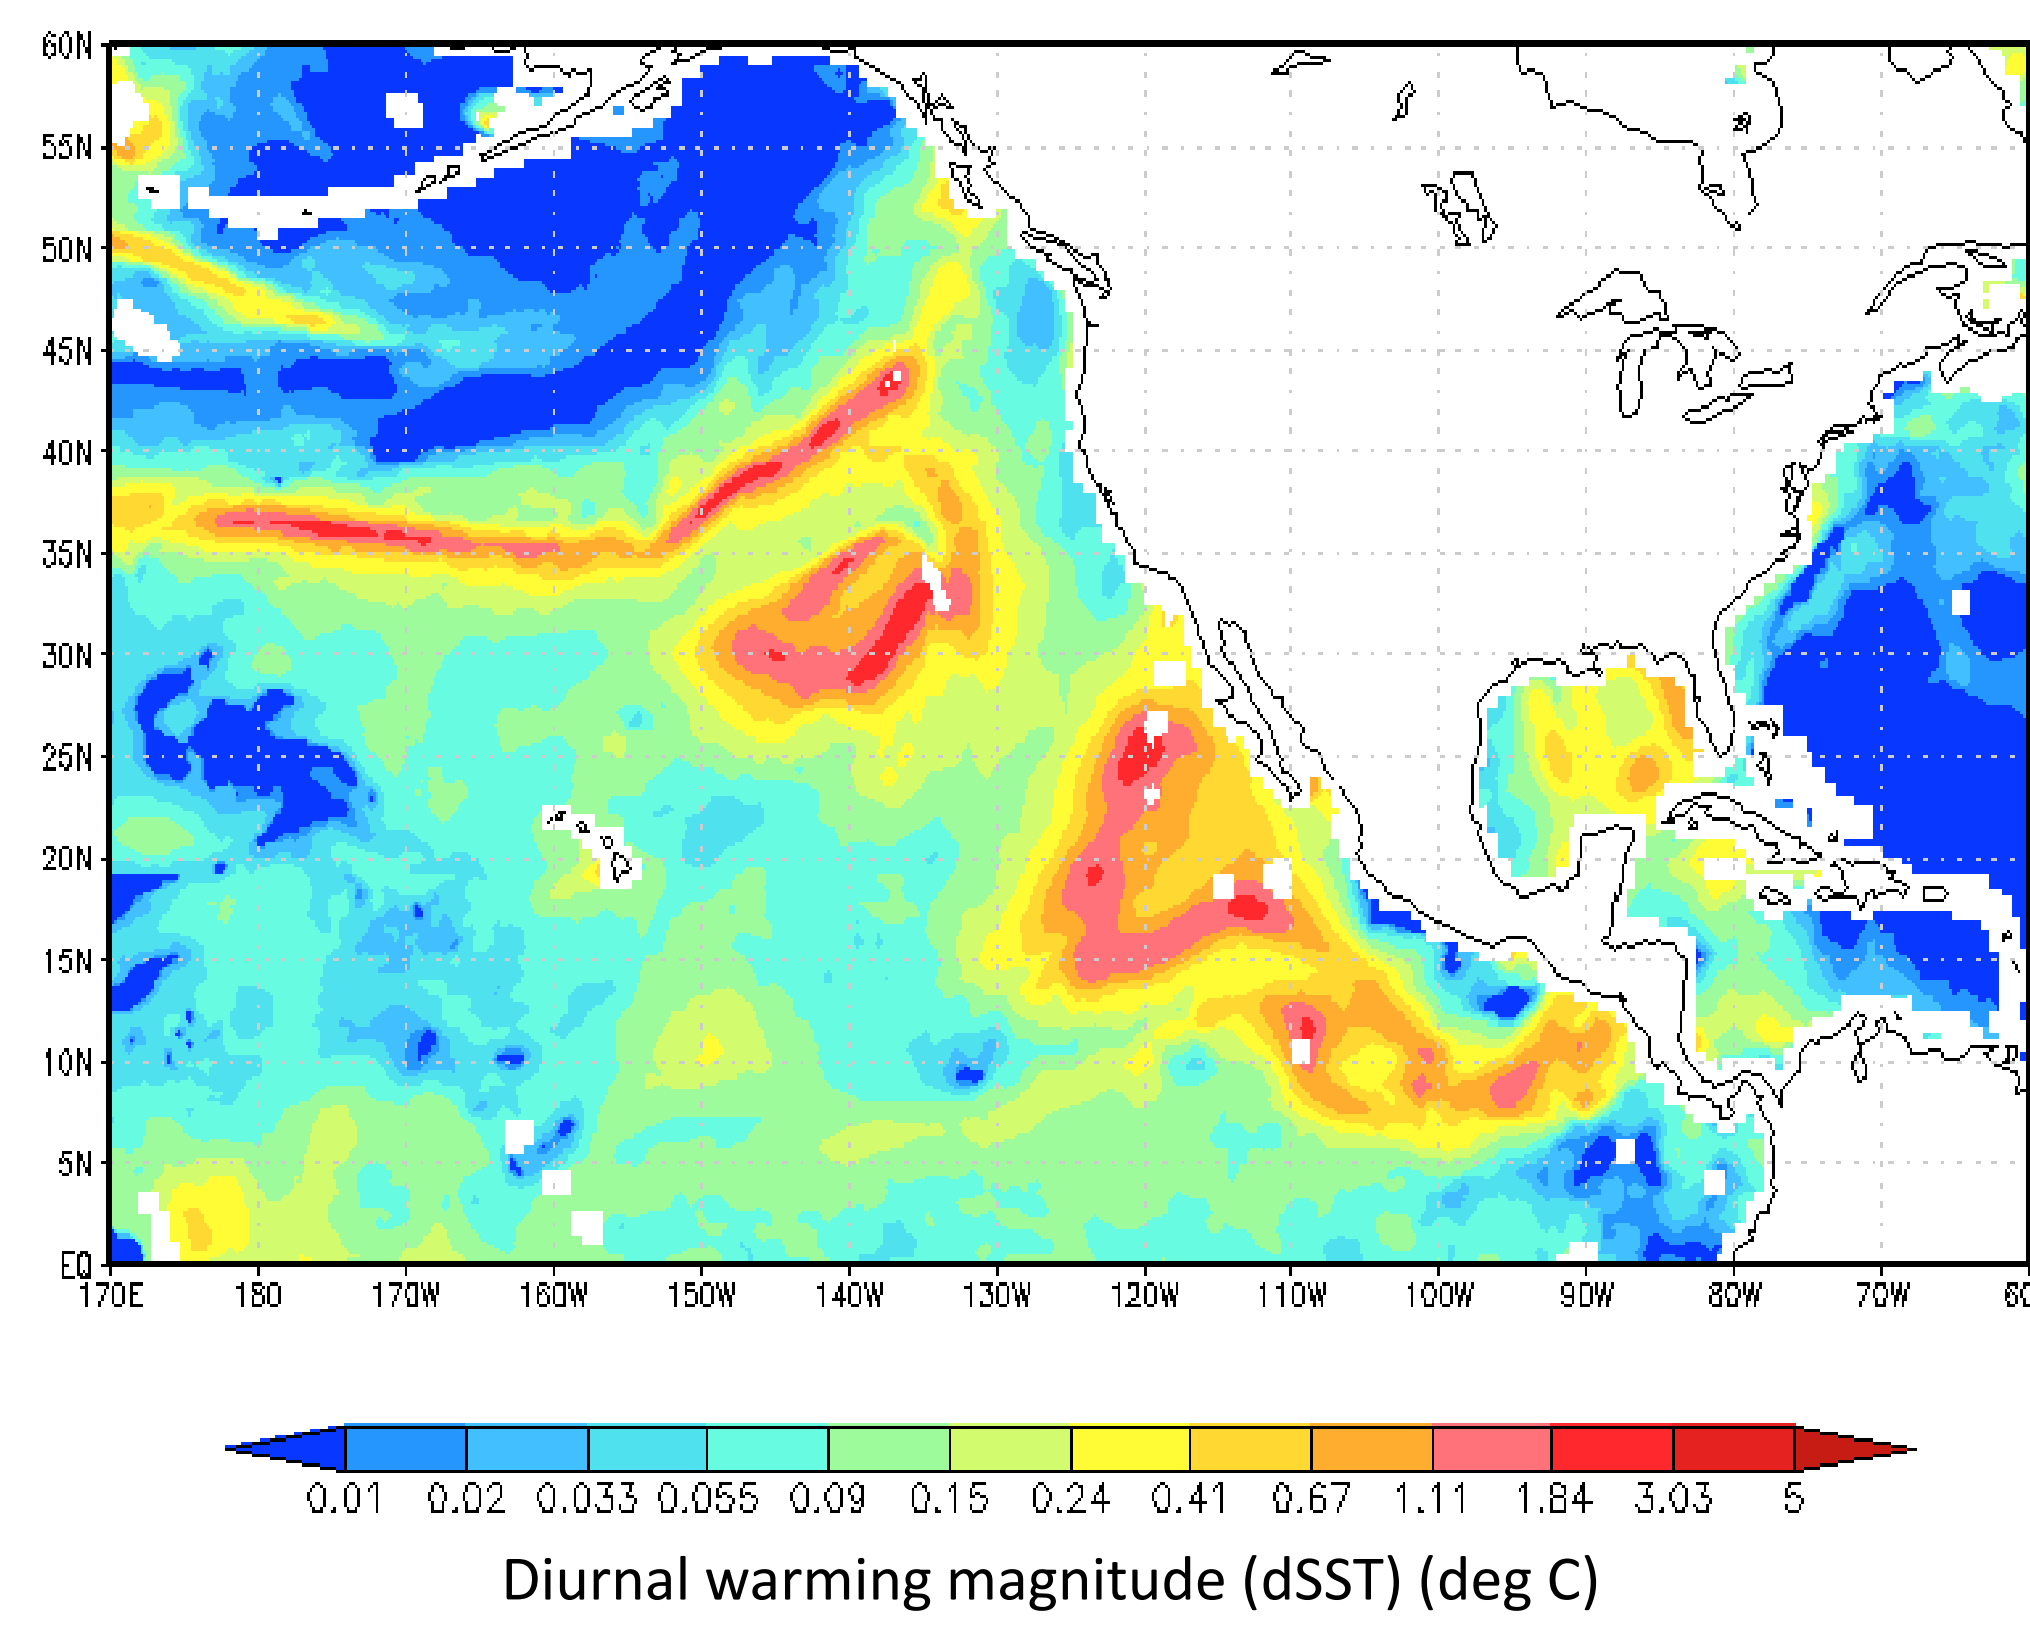 60N
55N
50N
45N
40N
35N
30N
25N
20N
15N
10N
5N
EQ
170E 180 170W 160W 150W 140W 130W 120W 110W 100W 90W 80W 70W 60
0.01 0.02 0.033 0.055 0.09 0.15 0.24 0.41 0.67 1.11 1.84 3.03 5
Diurnal warming magnitude (dSST) (deg C)